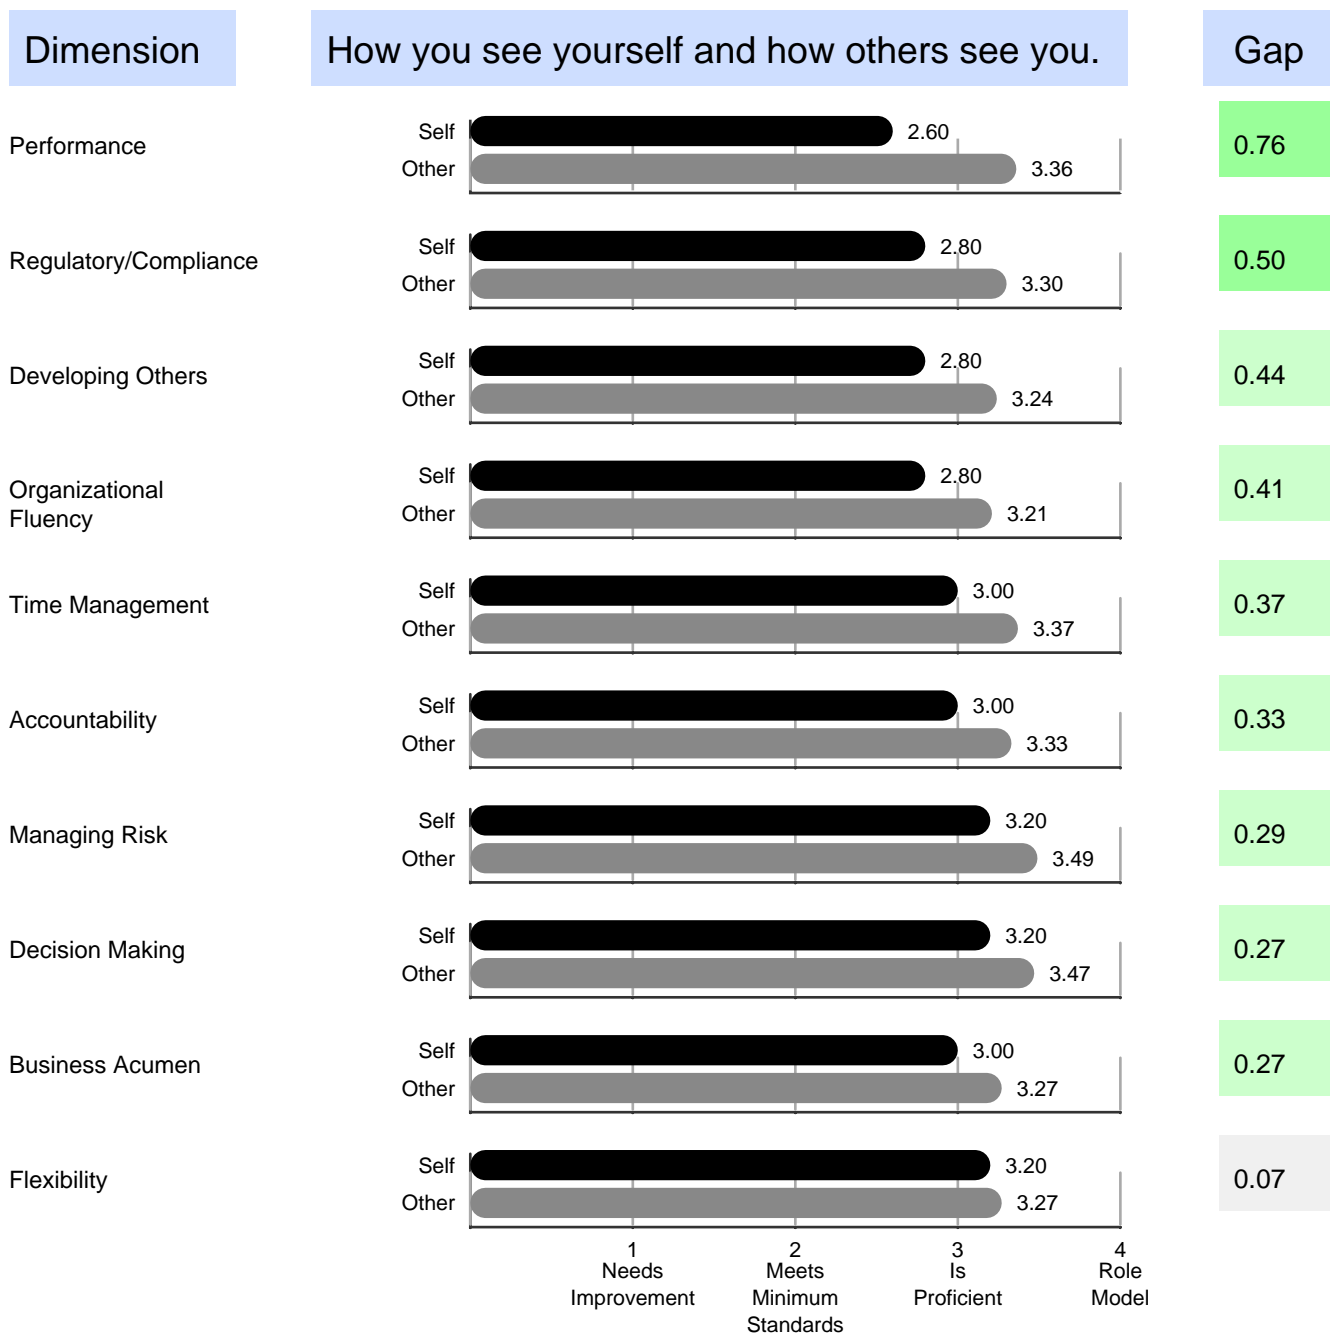 Dimension
How you see yourself and how others see you.
Gap
Performance
Self
2.60
Other
3.36
0.76
Regulatory/Compliance
Self
2.80
Other
3.30
0.50
Developing Others
Self
2.80
Other
3.24
0.44
Organizational
Fluency
Self
2.80
Other
3.21
0.41
Time Management
Self
3.00
Other
3.37
0.37
Accountability
Self
3.00
Other
3.33
0.33
Managing Risk
Self
3.20
Other
3.49
0.29
Decision Making
Self
3.20
Other
3.47
0.27
Business Acumen
Self
3.00
Other
3.27
0.27
Flexibility
Self
3.20
Other
3.27
0.07
1
Needs
Improvement
2
Meets
Minimum
Standards
3
Is
Proficient
4
Role
Model